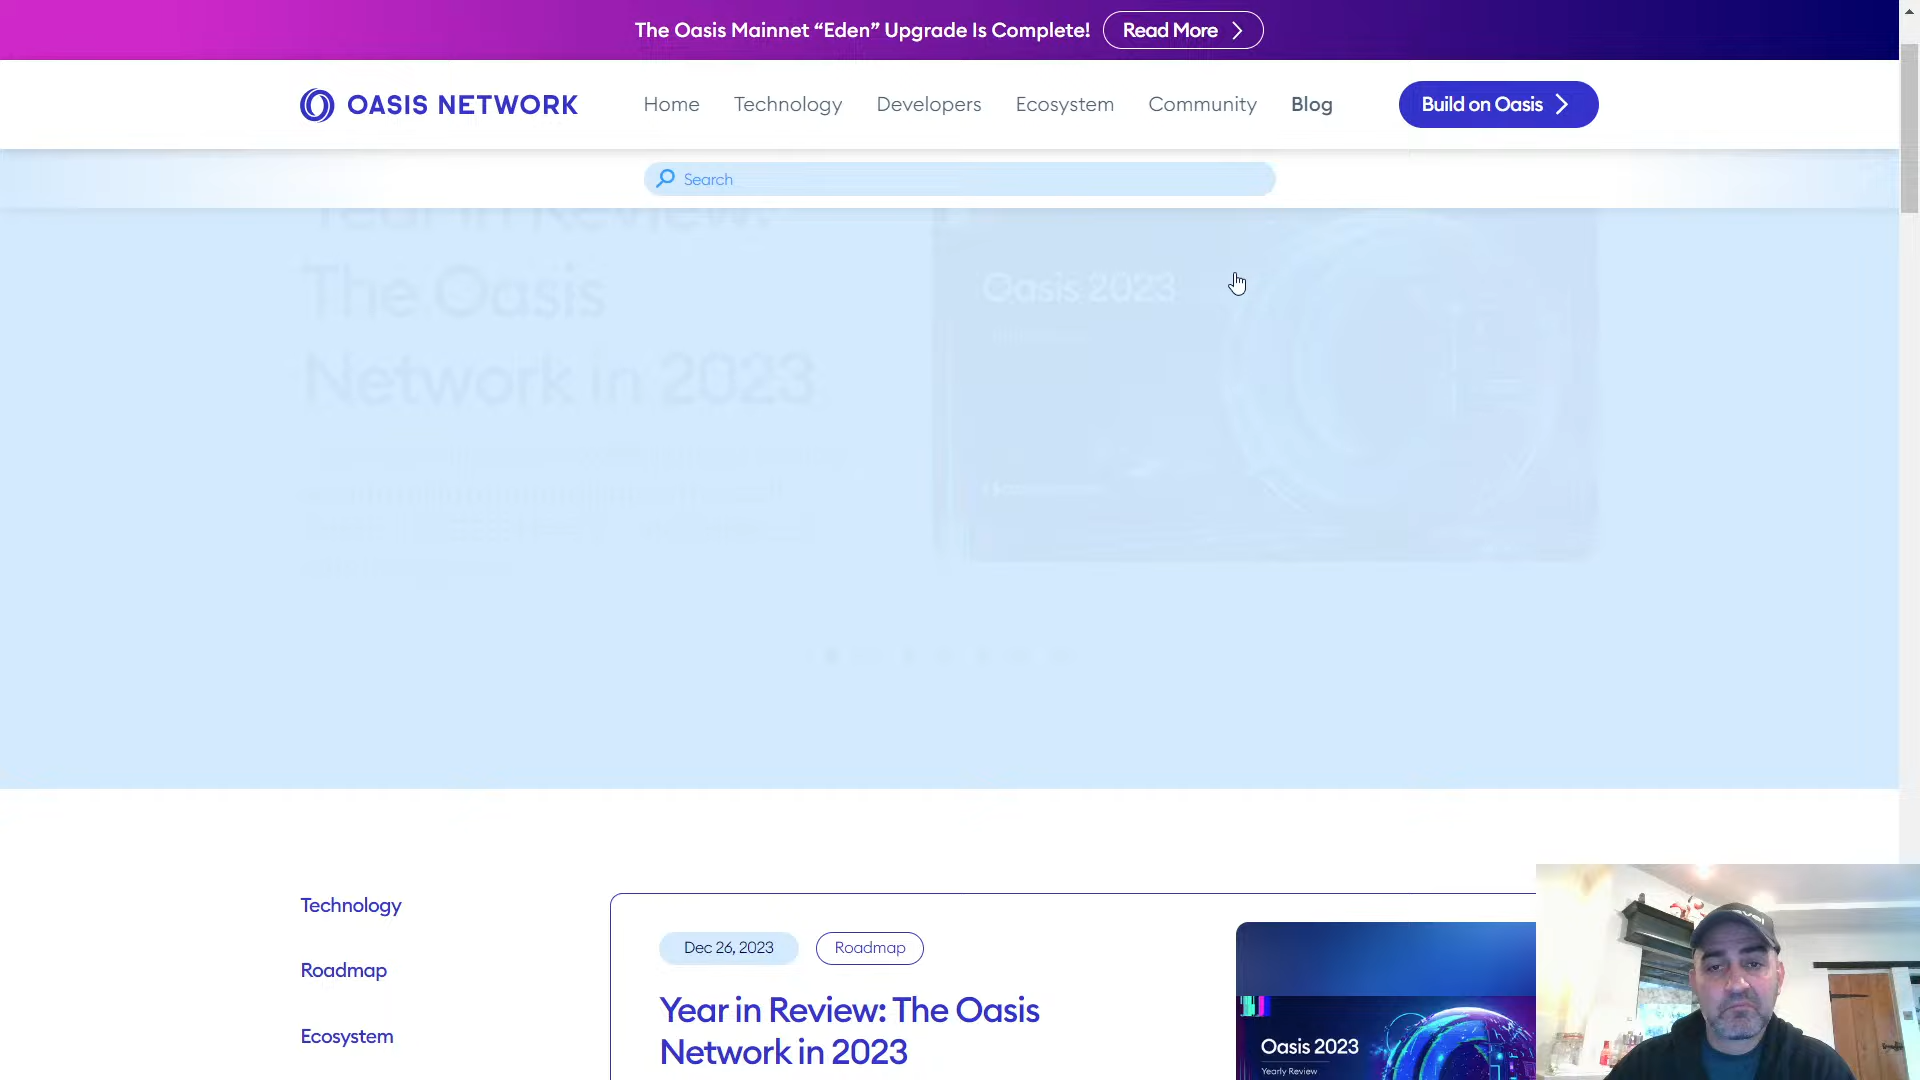 The Oasis Mainnet “Eden” Upgrade Is Complete!
Read More
OASIS NETWORK
Home
Technology
Developers
Ecosystem
Community
Blog
Build on Oasis
Search
Year in Review:
The Oasis
Network in 2023
Oasis 2023
Technology
Roadmap
Ecosystem
Dec 26, 2023
Roadmap
Year in Review: The Oasis
Network in 2023
Oasis 2023
Yearly Review